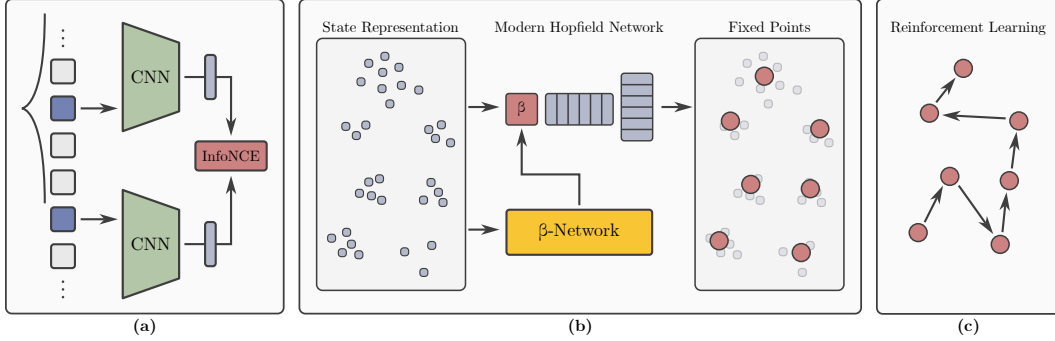 CNN
InfoNCE
CNN
(a)
State Representation
Modern Hopfield Network
Fixed Points
β
β-Network
(b)
Reinforcement Learning
(c)